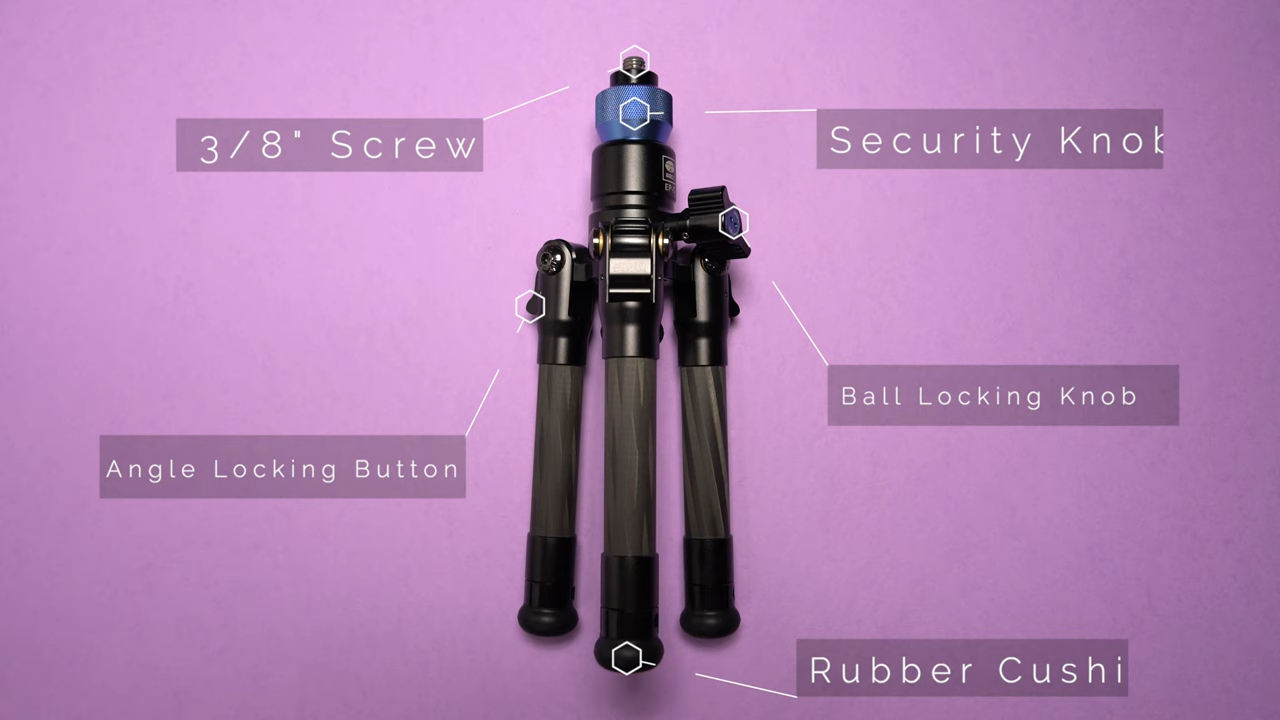 3/8" Screw
Security Knob
Ball Locking Knob
Angle Locking Button
Rubber Cushi